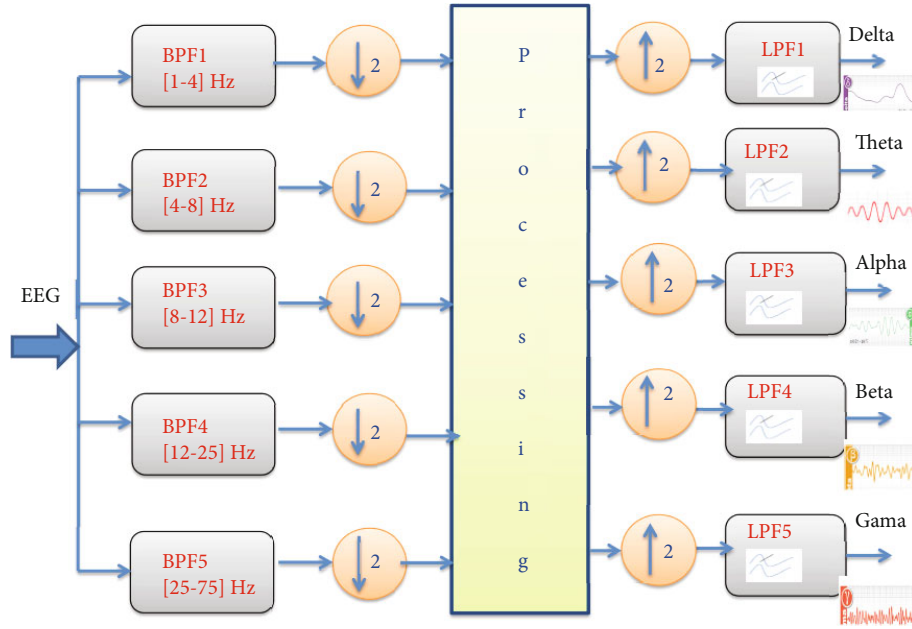 EEG
BPF1
[1-4] Hz
2
BPF2
[4-8] Hz
2
BPF3
[8-12] Hz
2
BPF4
[12-25] Hz
2
BPF5
[25-75] Hz
2
Processing
2
LPF1
Delta
2
LPF2
Theta
2
LPF3
Alpha
2
LPF4
Beta
2
LPF5
Gama
γ